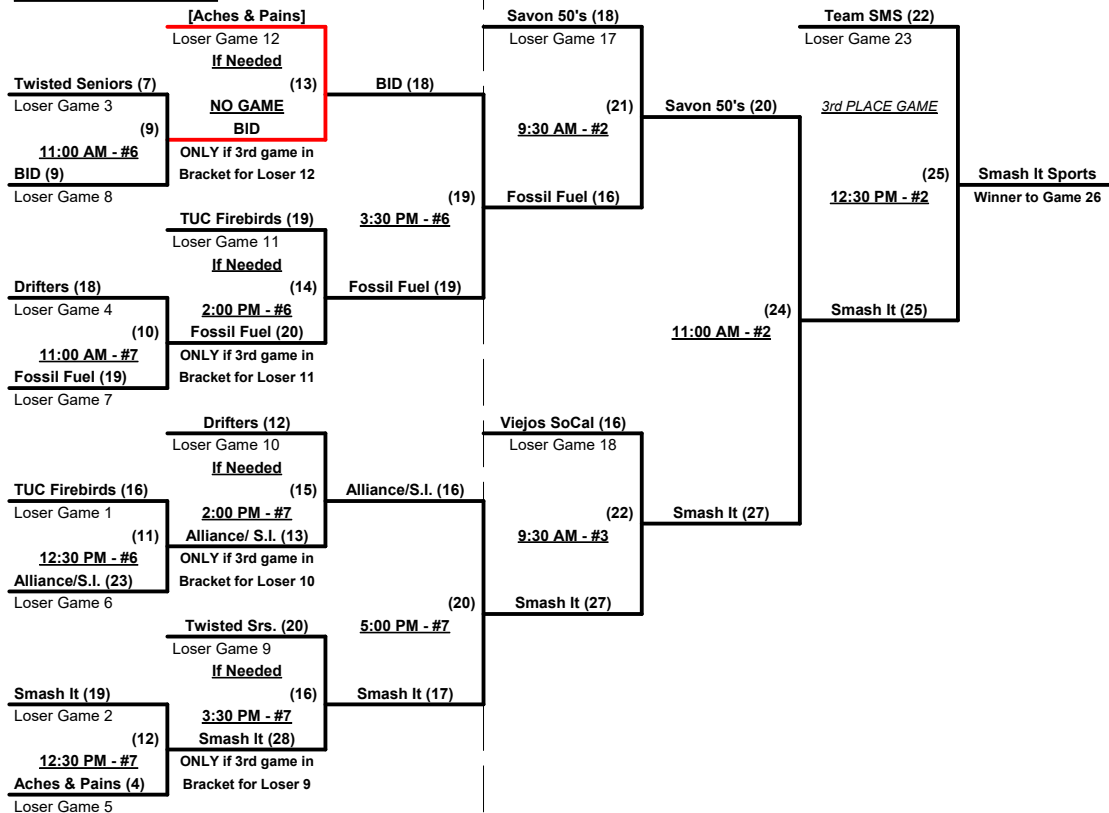 [Aches & Pains]
Loser Game 12
If Needed
(13)
NO GAME
BID
ONLY if 3rd game in
Bracket for Loser 12
Twisted Seniors (7)
Loser Game 3
(9)
11:00 AM - #6
BID (9)
Loser Game 8
TUC Firebirds (19)
Loser Game 11
If Needed
(14)
2:00 PM - #6
Fossil Fuel (20)
ONLY if 3rd game in
Bracket for Loser 11
Drifters (18)
Loser Game 4
(10)
11:00 AM - #7
Fossil Fuel (19)
Loser Game 7
Drifters (12)
Loser Game 10
If Needed
(15)
2:00 PM - #7
Alliance/ S.I. (13)
ONLY if 3rd game in
Bracket for Loser 10
TUC Firebirds (16)
Loser Game 1
(11)
12:30 PM - #6
Alliance/S.I. (23)
Loser Game 6
Twisted Srs. (20)
Loser Game 9
If Needed
(16)
3:30 PM - #7
Smash It (28)
ONLY if 3rd game in
Bracket for Loser 9
Smash It (19)
Loser Game 2
(12)
12:30 PM - #7
Aches & Pains (4)
Loser Game 5
BID (18)
(19)
3:30 PM - #6
Fossil Fuel (19)
Alliance/S.I. (16)
(20)
5:00 PM - #7
Smash It (17)
Savon 50's (18)
Loser Game 17
(21)
9:30 AM - #2
Fossil Fuel (16)
Viejos SoCal (16)
Loser Game 18
(22)
9:30 AM - #3
Smash It (27)
Savon 50's (20)
(24)
11:00 AM - #2
Smash It (27)
Team SMS (22)
Loser Game 23
3rd PLACE GAME
(25)
12:30 PM - #2
Smash It (25)
Smash It Sports
Winner to Game 26